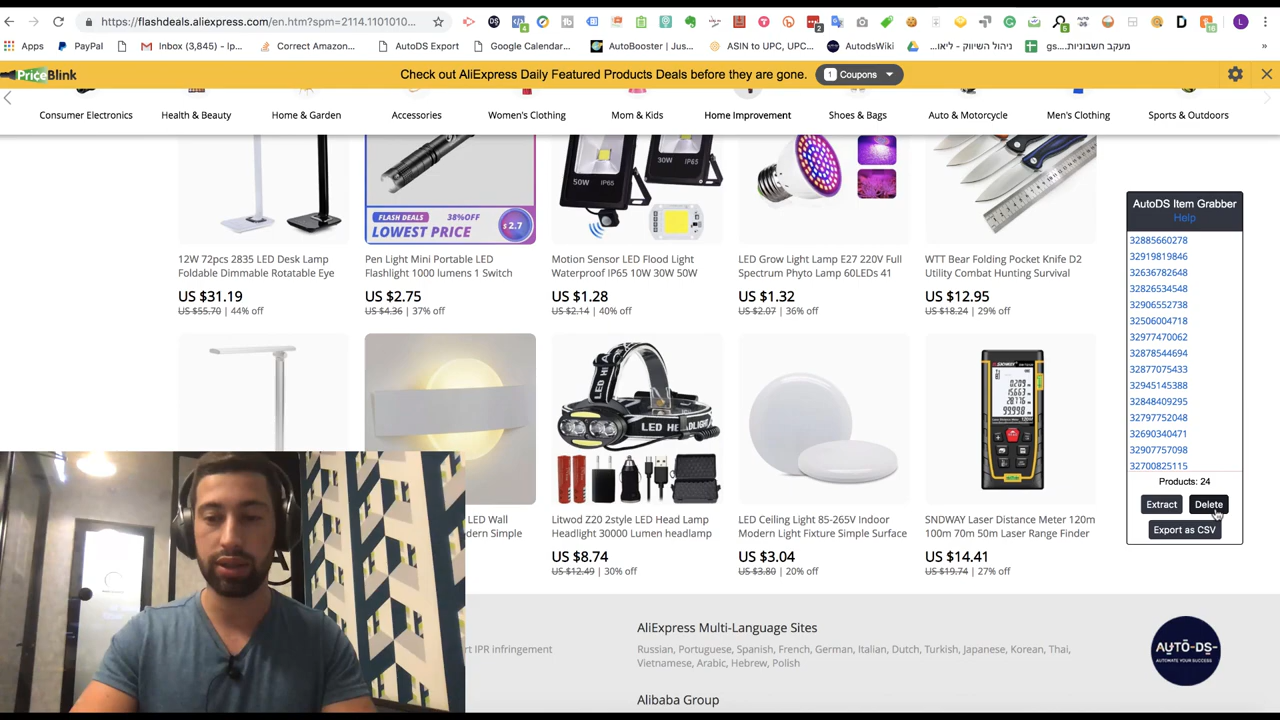 https://flashdeals.aliexpress.com/en.htm?spm=2114.1101010...
Apps
PayPal
Inbox (3,845) - Ip...
Correct Amazon...
AutoDS Export
Google Calendar...
AutoBooster | Jus...
ASIN to UPC, UPC...
AutodsWiki
ניהול השיווק - ליאו...
מעקב חשבוניות...gs
»
PriceBlink
Check out AliExpress Daily Featured Products Deals before they are gone.
1 Coupons
Consumer Electronics
Health & Beauty
Home & Garden
Accessories
Women's Clothing
Mom & Kids
Home Improvement
Shoes & Bags
Auto & Motorcycle
Men's Clothing
Sports & Outdoors
FLASH DEALS 38%OFF
LOWEST PRICE
$2.7
50W
IP65
30W
IP65
12W 72pcs 2835 LED Desk Lamp
Foldable Dimmable Rotatable Eye
US $31.19
US $55.70 | 44% off
Pen Light Mini Portable LED
Flashlight 1000 lumens 1 Switch
US $2.75
US $4.36 | 37% off
Motion Sensor LED Flood Light
Waterproof IP65 10W 30W 50W
US $1.28
US $2.14 | 40% off
LED Grow Light Lamp E27 220V Full
Spectrum Phyto Lamp 60LEDs 41
US $1.32
US $2.07 | 36% off
WTT Bear Folding Pocket Knife D2
Utility Combat Hunting Survival
US $12.95
US $18.24 | 29% off
LED Wall
dern Simple
Litwod Z20 2style LED Head Lamp
Headlight 30000 Lumen headlamp
US $8.74
US $12.49 | 30% off
LED Ceiling Light 85-265V Indoor
Modern Light Fixture Simple Surface
US $3.04
US $3.80 | 20% off
SNDWAY Laser Distance Meter 120m
100m 70m 50m Laser Range Finder
US $14.41
US $19.74 | 27% off
AutoDS Item Grabber
Help
32885660278
32919819846
32636782648
32826534548
32906552738
32506004718
32977470062
32878544694
32877075433
32945145388
32848409295
32797752048
32690340471
32907757098
32700825115
Products: 24
Extract
Delete
Export as CSV
rt IPR infringement
AliExpress Multi-Language Sites
Russian, Portuguese, Spanish, French, German, Italian, Dutch, Turkish, Japanese, Korean, Thai,
Vietnamese, Arabic, Hebrew, Polish
Alibaba Group
AUTO-DS-
AUTOMATE YOUR SUCCESS